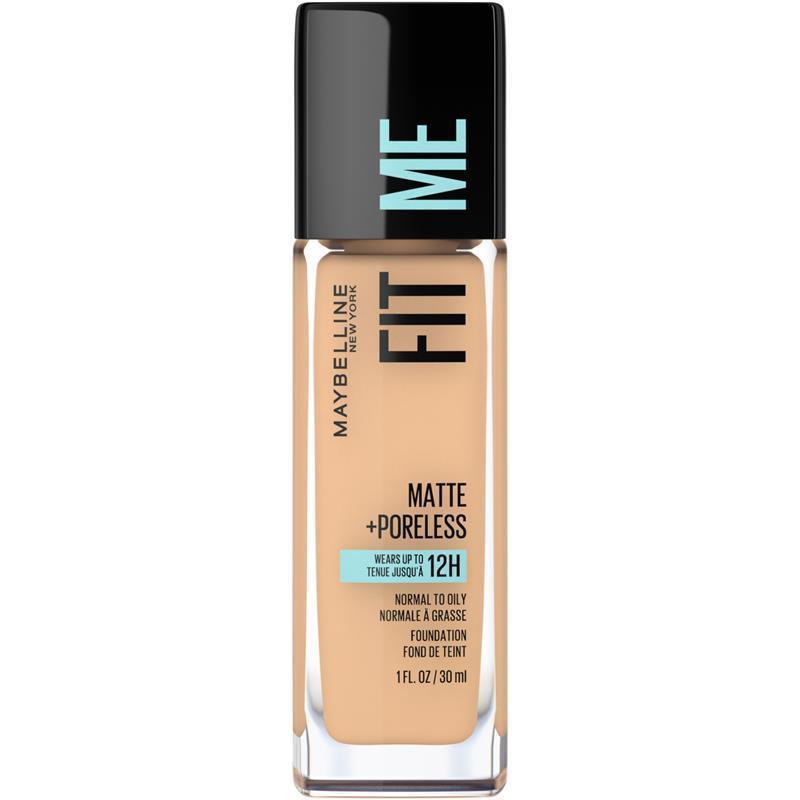 FIT ME
MAYBELLINE
NEW YORK
MATTE
+PORELESS
WEARS UP TO
TENUE JUSQU'À 12H
NORMAL TO OILY
NORMALE À GRASSE
FOUNDATION
FOND DE TEINT
1 FL. OZ / 30 ml